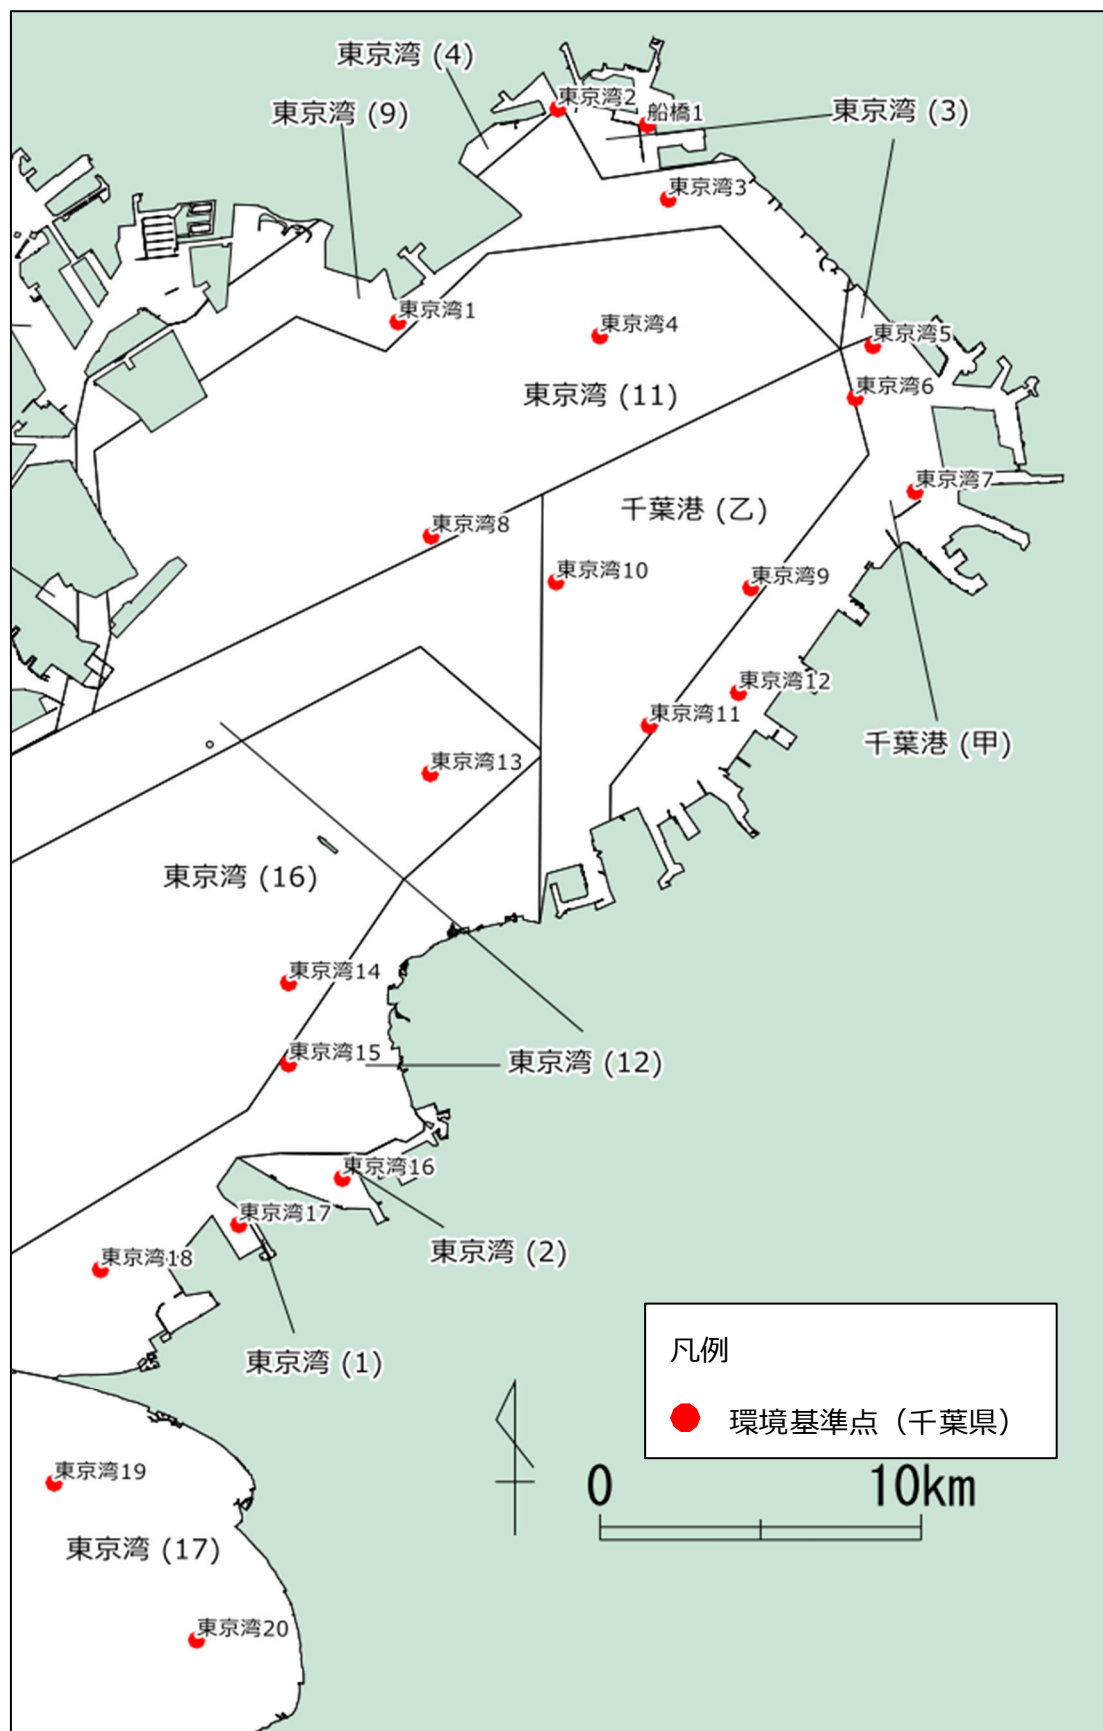 東京湾 (4)
東京湾2
船橋1
東京湾 (9)
東京湾 (3)
東京湾3
東京湾1
東京湾4
東京湾5
東京湾 (11)
東京湾6
東京湾7
千葉港 (乙)
東京湾8
東京湾10
東京湾9
東京湾12
東京湾11
千葉港 (甲)
東京湾13
東京湾 (16)
東京湾14
東京湾15
東京湾 (12)
東京湾16
東京湾17
東京湾 (2)
東京湾18
東京湾 (1)
凡例
環境基準点（千葉県）
東京湾19
0 10km
東京湾 (17)
東京湾20